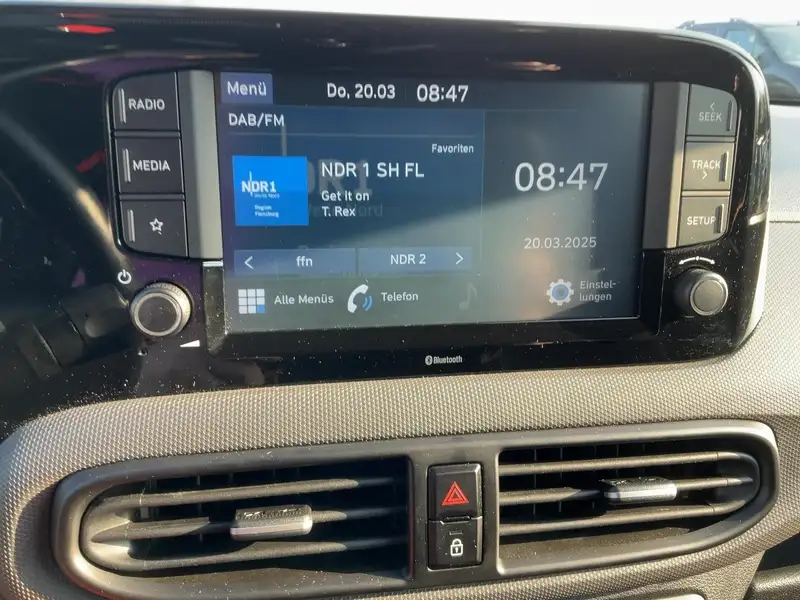 RADIO
MEDIA
Menü
Do, 20.03 08:47
DAB/FM
Favoriten
NDR1
Region
Flensburg
NDR 1 SH FL
Get it on
T. Rex
< ffn
NDR 2 >
Alle Menüs
Telefon
08:47
20.03.2025
Einstel-
lungen
<
SEEK
TRACK
>
SETUP
Bluetooth